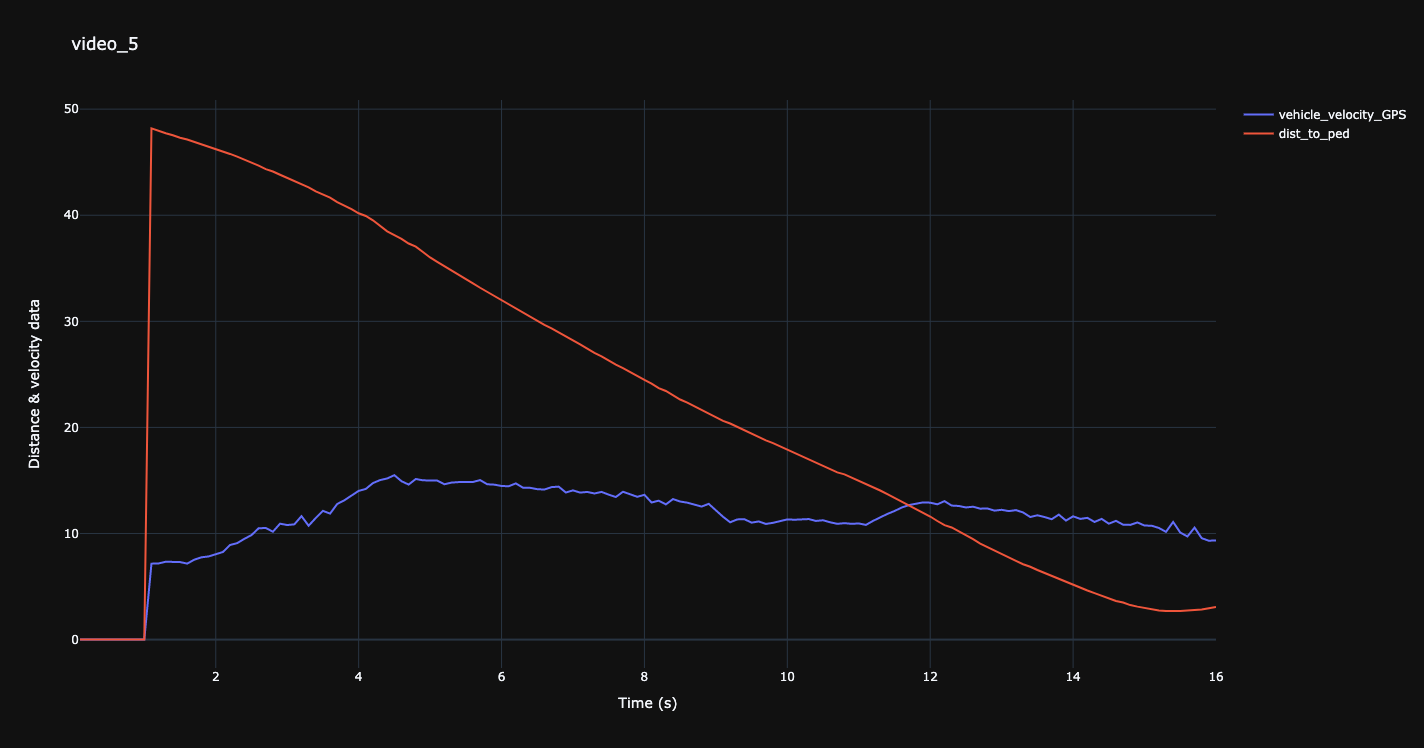 video_5
50
40
30
20
10
0
Distance & velocity data
2 4 6 8 10 12 14 16
Time (s)
vehicle_velocity_GPS
dist_to_ped